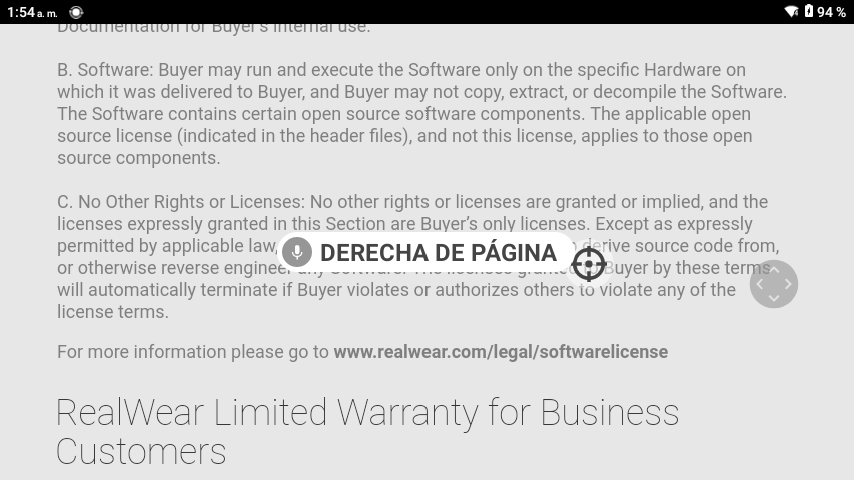 1:54 a. m. 94 %
Documentation for Buyer's internal use.
B. Software: Buyer may run and execute the Software only on the specific Hardware on
which it was delivered to Buyer, and Buyer may not copy, extract, or decompile the Software.
The Software contains certain open source software components. The applicable open
source license (indicated in the header files), and not this license, applies to those open
source components.
C. No Other Rights or Licenses: No other rights or licenses are granted or implied, and the
licenses expressly granted in this Section are Buyer's only licenses. Except as expressly
permitted by applicable law, derive source code from,
DERECHA DE PÁGINA
or otherwise reverse engineer any Software. The licenses granted to Buyer by these terms
will automatically terminate if Buyer violates or authorizes others to violate any of the
license terms.
For more information please go to www.realwear.com/legal/softwarelicense
RealWear Limited Warranty for Business
Customers